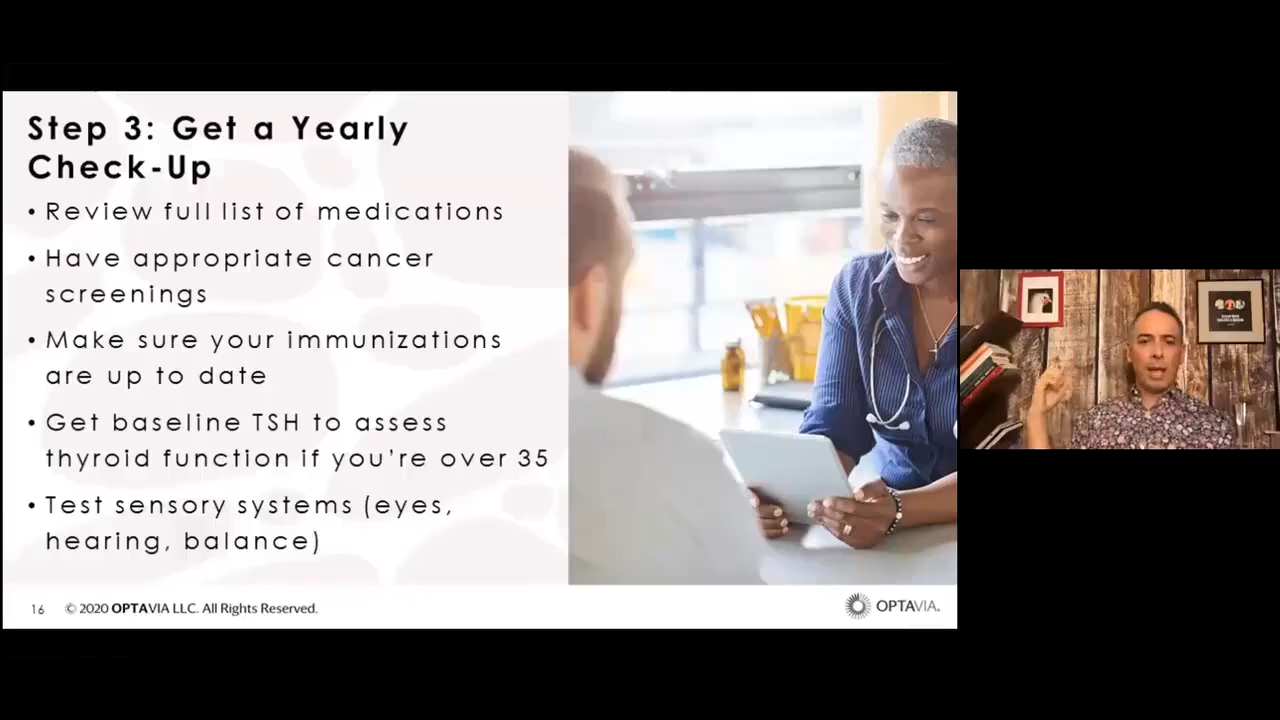 Step 3: Get a Yearly
Check-Up
• Review full list of medications
• Have appropriate cancer
screenings
• Make sure your immunizations
are up to date
• Get baseline TSH to assess
thyroid function if you’re over 35
• Test sensory systems (eyes,
hearing, balance)
16 © 2020 OPTAVIA LLC. All Rights Reserved.
OPTAVIA.